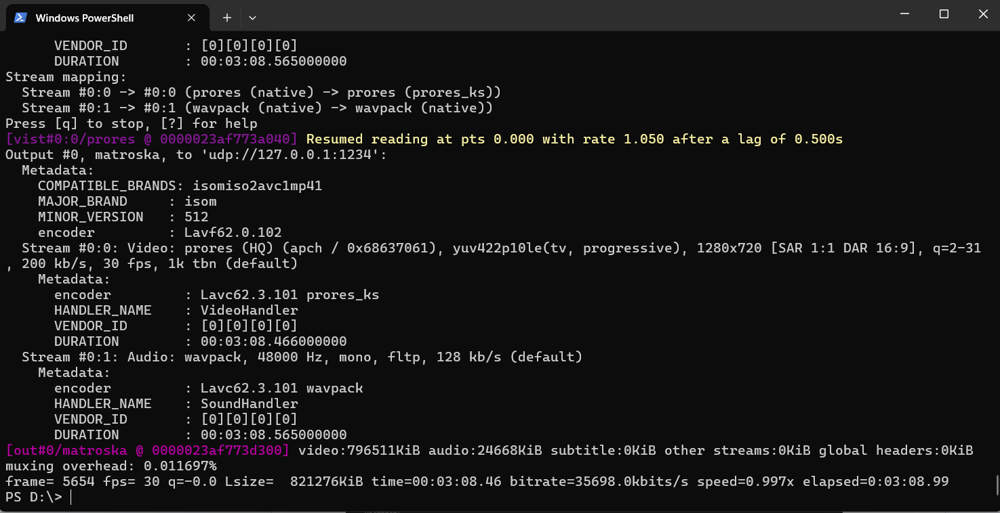 Windows PowerShell
VENDOR_ID : [0][0][0][0]
DURATION : 00:03:08.565000000
Stream mapping:
Stream #0:0 -> #0:0 (prores (native) -> prores (prores_ks))
Stream #0:1 -> #0:1 (wavpack (native) -> wavpack (native))
Press [q] to stop, [?] for help
[vist#0:0/prores @ 0000023af773a040] Resumed reading at pts 0.000 with rate 1.050 after a lag of 0.500s
Output #0, matroska, to 'udp://127.0.0.1:1234':
Metadata:
COMPATIBLE_BRANDS: isomiso2avc1mp41
MAJOR_BRAND : isom
MINOR_VERSION : 512
encoder : Lavf62.0.102
Stream #0:0: Video: prores (HQ) (apch / 0x68637061), yuv422p10le(tv, progressive), 1280x720 [SAR 1:1 DAR 16:9], q=2-31
, 200 kb/s, 30 fps, 1k tbn (default)
Metadata:
encoder : Lavc62.3.101 prores_ks
HANDLER_NAME : VideoHandler
VENDOR_ID : [0][0][0][0]
DURATION : 00:03:08.466000000
Stream #0:1: Audio: wavpack, 48000 Hz, mono, fltp, 128 kb/s (default)
Metadata:
encoder : Lavc62.3.101 wavpack
HANDLER_NAME : SoundHandler
VENDOR_ID : [0][0][0][0]
DURATION : 00:03:08.565000000
[out#0/matroska @ 0000023af773d300] video:796511KiB audio:24668KiB subtitle:0KiB other streams:0KiB global headers:0KiB
muxing overhead: 0.011697%
frame= 5654 fps= 30 q=-0.0 Lsize=  821276KiB time=00:03:08.46 bitrate=35698.0kbits/s speed=0.997x elapsed=0:03:08.99
PS D:\>